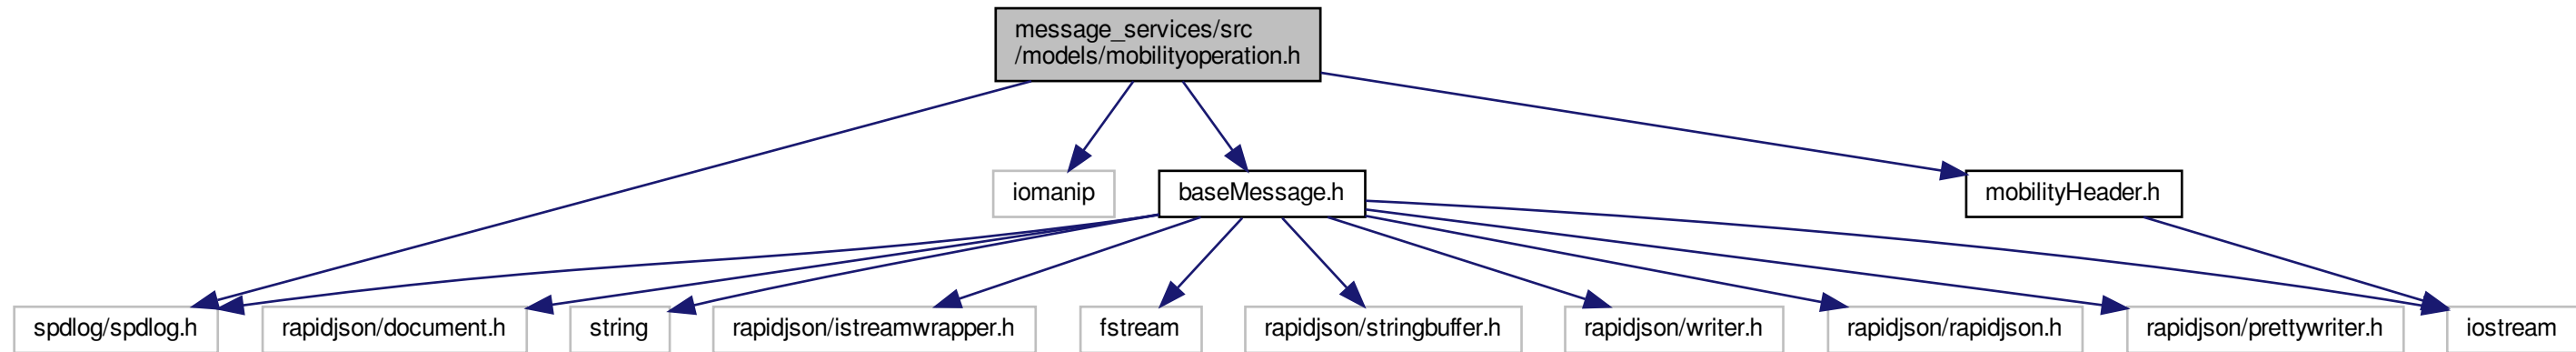 message_services/src
/models/mobilityoperation.h
iomanip
baseMessage.h
mobilityHeader.h
spdlog/spdlog.h
rapidjson/document.h
string
rapidjson/istreamwrapper.h
fstream
rapidjson/stringbuffer.h
rapidjson/writer.h
rapidjson/rapidjson.h
rapidjson/prettywriter.h
iostream